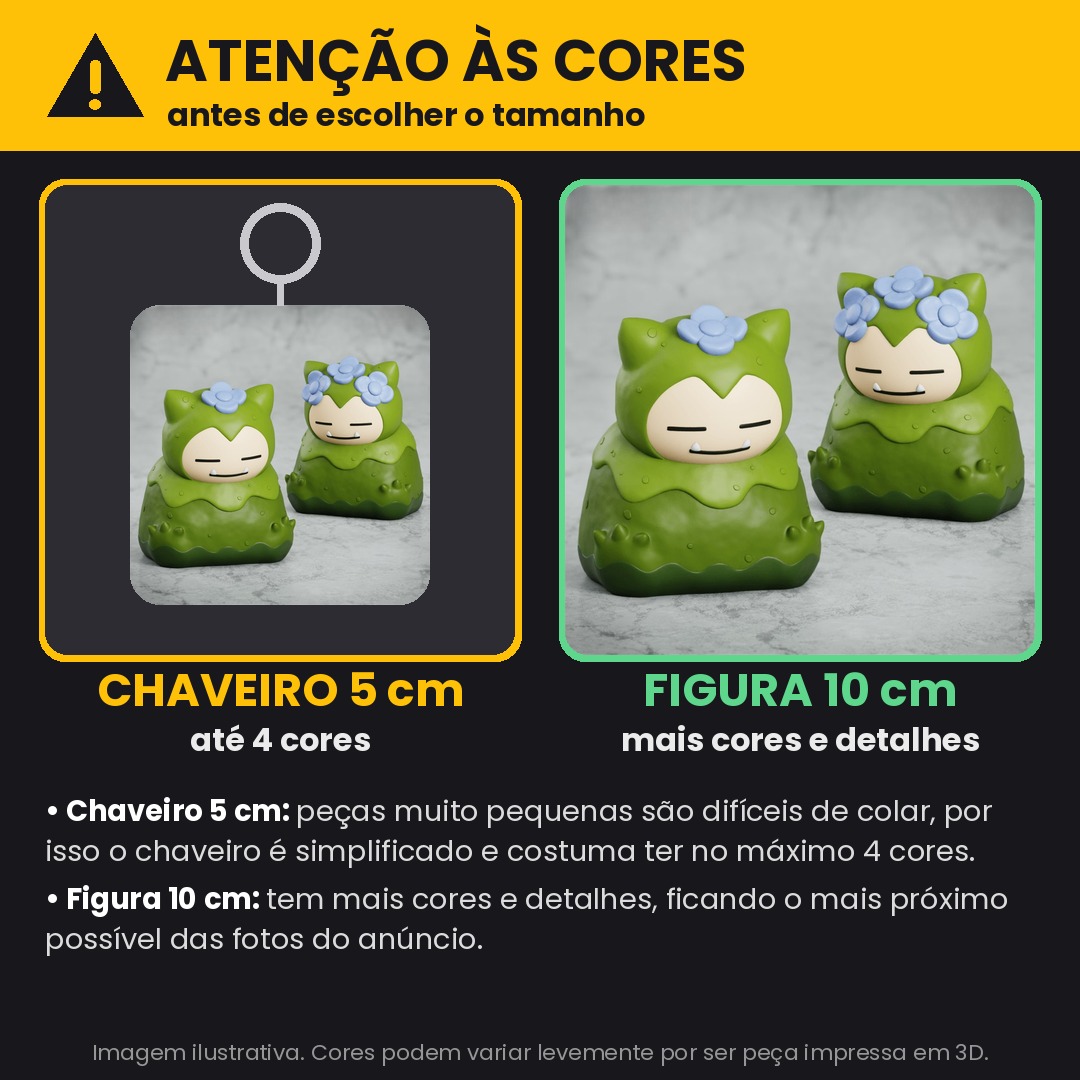 ATENÇÃO ÀS CORES
antes de escolher o tamanho
CHAVEIRO 5 cm
até 4 cores
FIGURA 10 cm
mais cores e detalhes
• Chaveiro 5 cm: peças muito pequenas são difíceis de colar, por
isso o chaveiro é simplificado e costuma ter no máximo 4 cores.
• Figura 10 cm: tem mais cores e detalhes, ficando o mais próximo
possível das fotos do anúncio.
Imagem ilustrativa. Cores podem variar levemente por ser peça impressa em 3D.